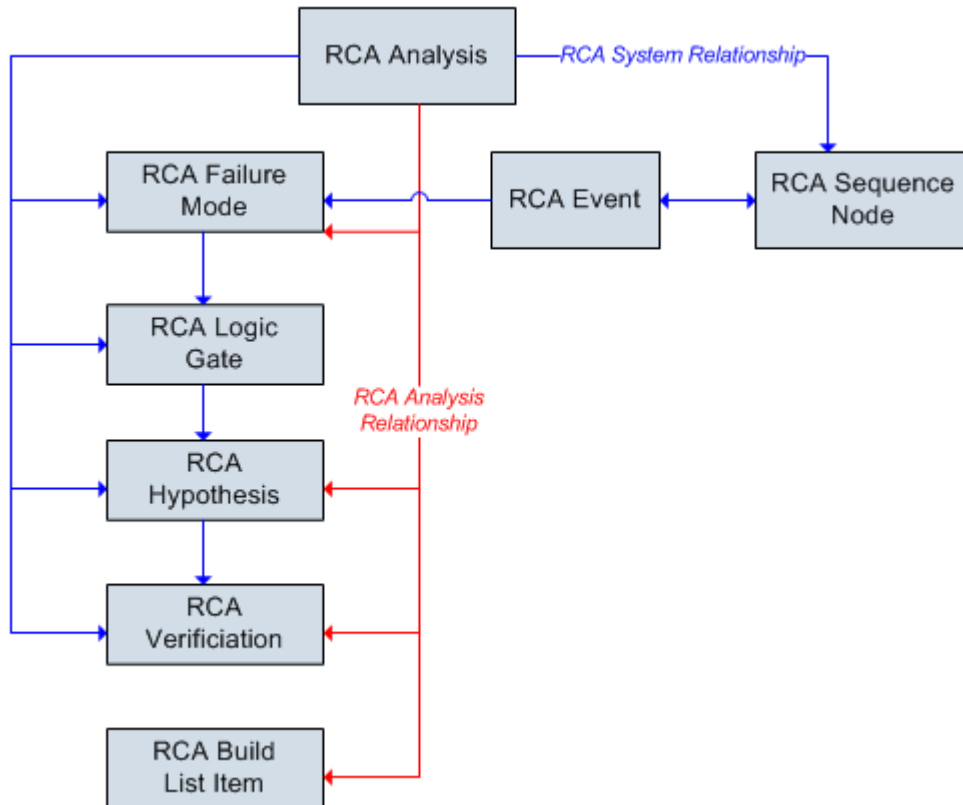 RCA Analysis
RCA System Relationship
RCA Failure
Mode
RCA Event
RCA Sequence
Node
RCA Logic
Gate
RCA Analysis
Relationship
RCA
Hypothesis
RCA
Verificiation
RCA Build
List Item